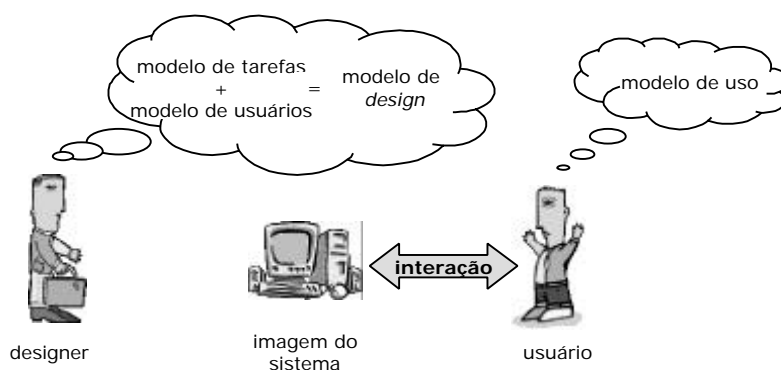 modelo de tarefas
+
modelo de usuários
=
modelo de
design
modelo de uso
interação
designer
imagem do
sistema
usuário